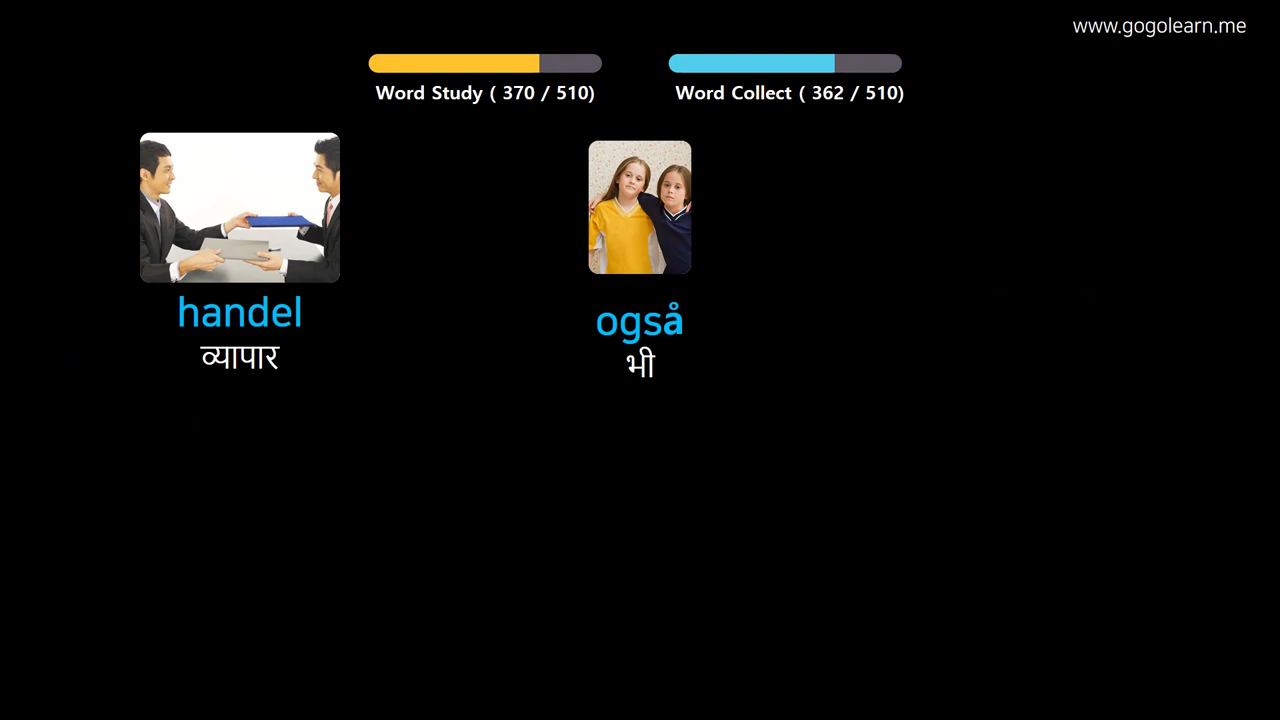 www.gogolearn.me
Word Study ( 370 / 510)
Word Collect ( 362 / 510)
handel
व्यापार
også
भी